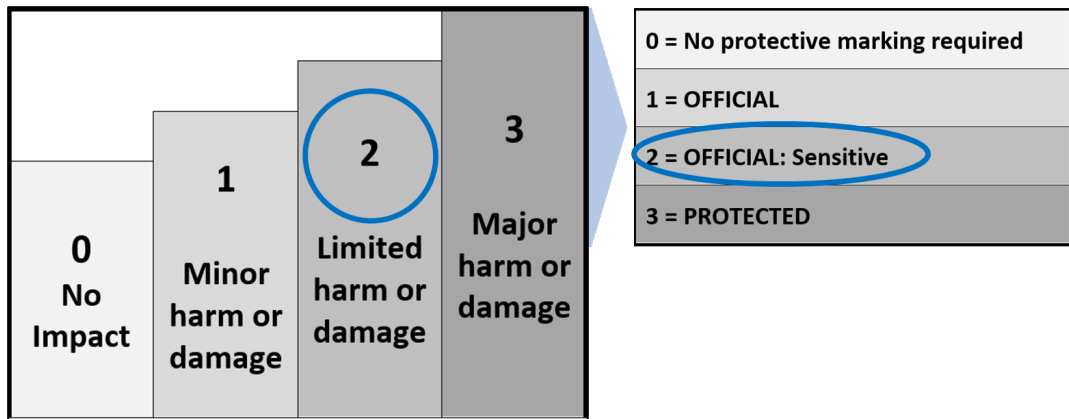 0
No
Impact
1
Minor
harm or
damage
2
Limited
harm or
damage
3
Major
harm or
damage
0 = No protective marking required
1 = OFFICIAL
2 = OFFICIAL: Sensitive
3 = PROTECTED